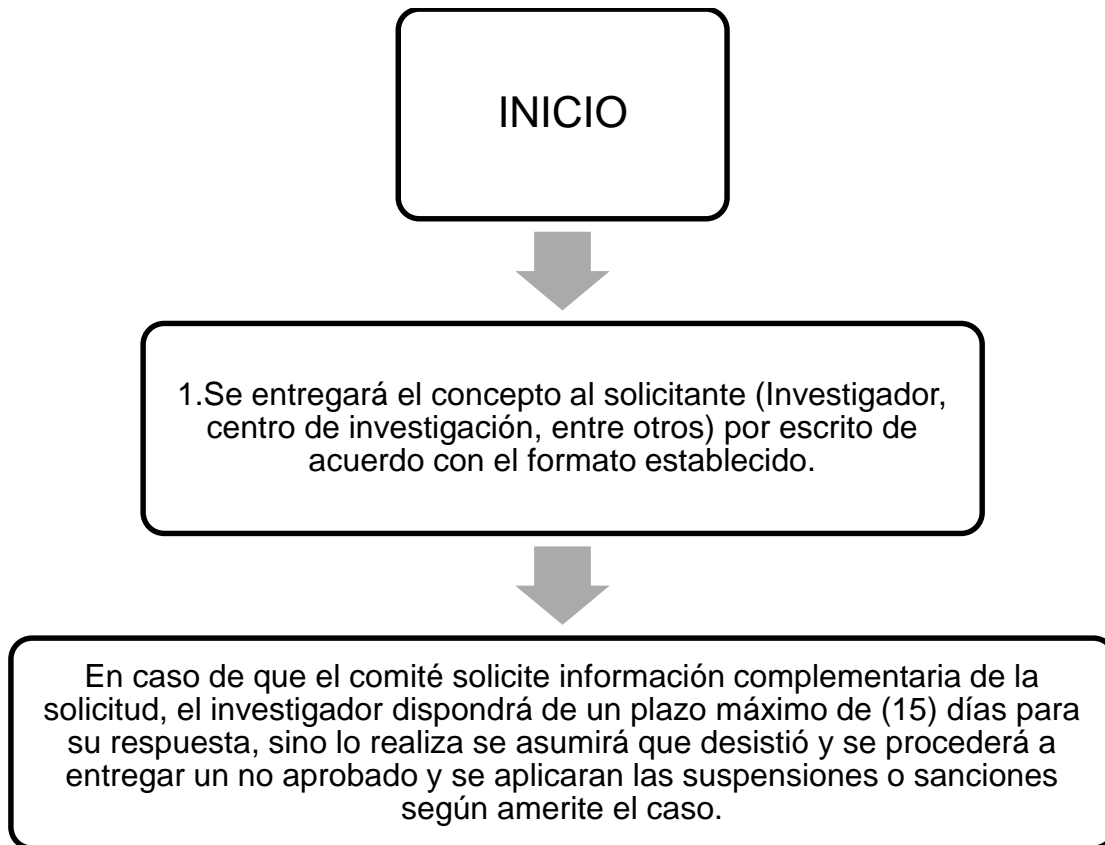 INICIO
1.Se entregará el concepto al solicitante (Investigador,
centro de investigación, entre otros) por escrito de
acuerdo con el formato establecido.
En caso de que el comité solicite información complementaria de la
solicitud, el investigador dispondrá de un plazo máximo de (15) días para
su respuesta, sino lo realiza se asumirá que desistió y se procederá a
entregar un no aprobado y se aplicaran las suspensiones o sanciones
según amerite el caso.